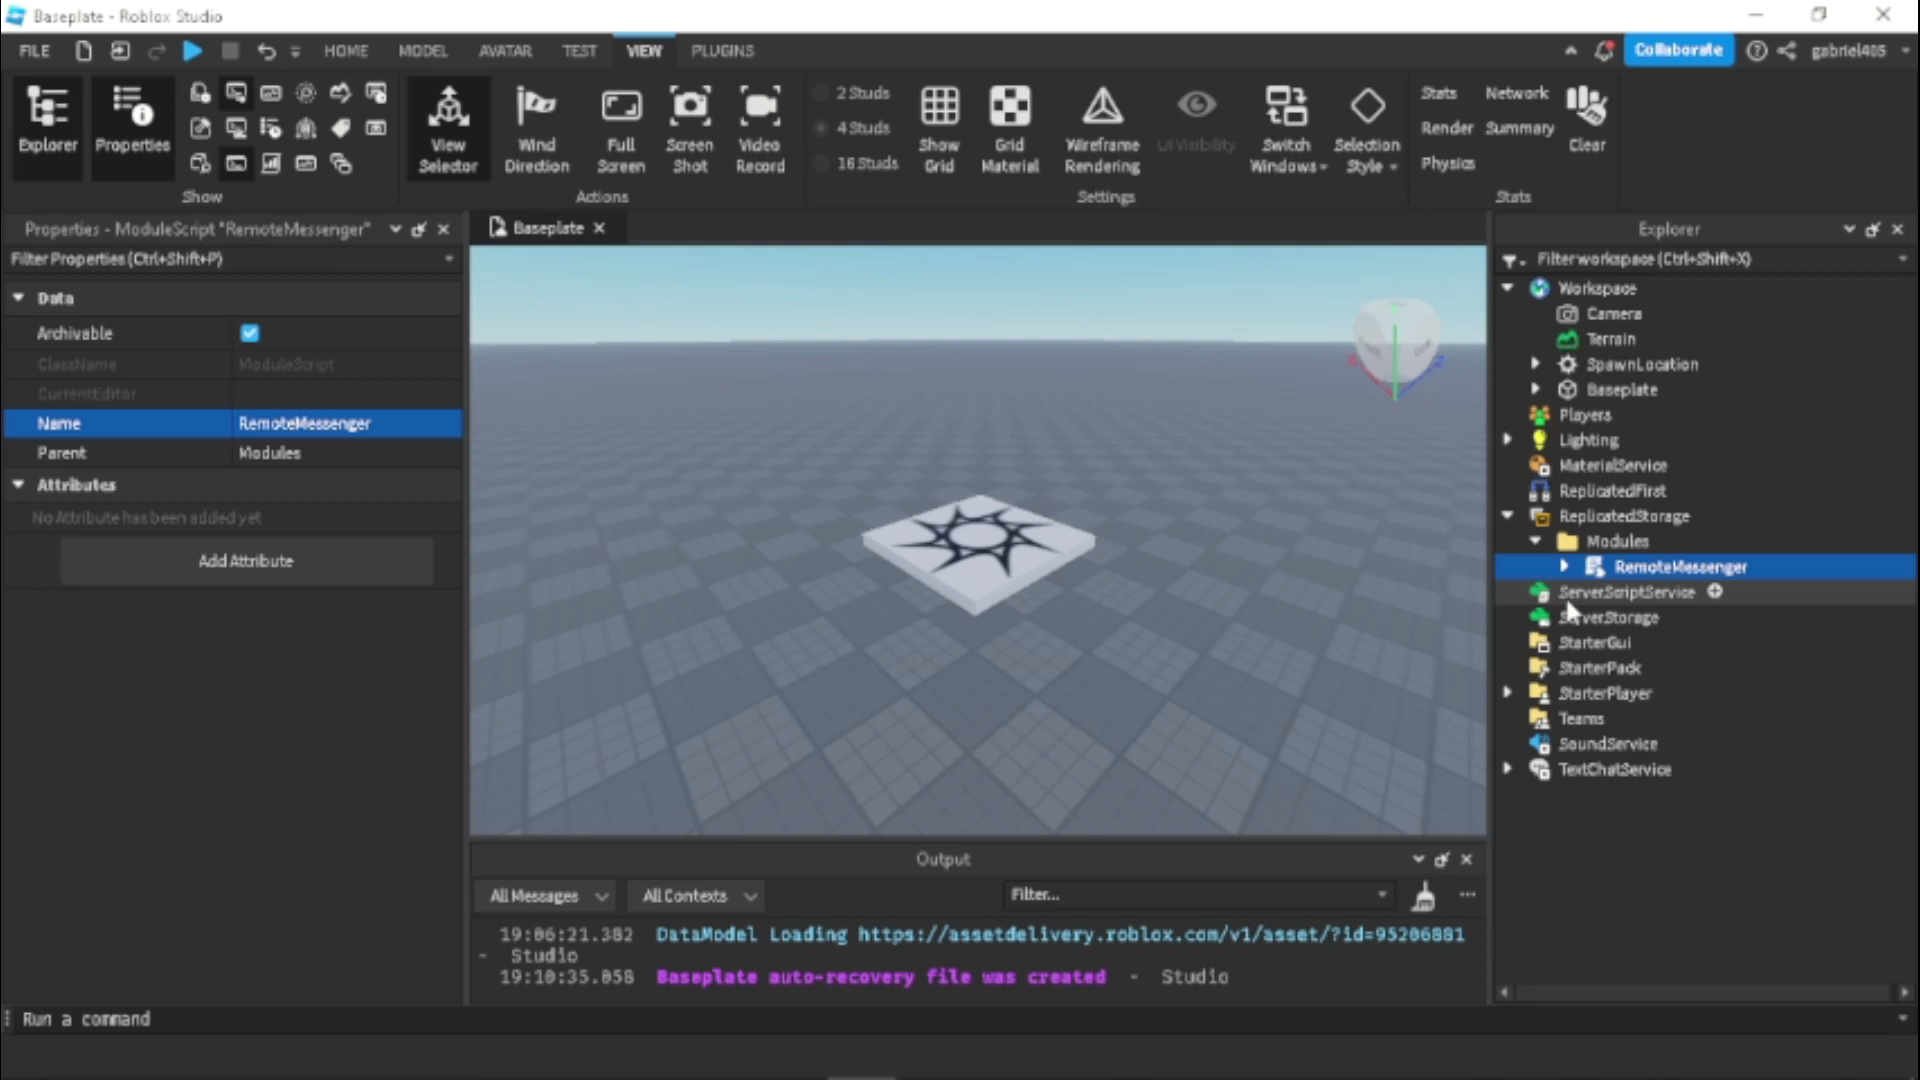 Baseplate - Roblox Studio
FILE HOME MODEL AVATAR TEST VIEW PLUGINS Collaborate gabriel405
Explorer Properties
Show
View Selector
Wind Direction
Full Screen
Screen Shot
Video Record
Actions
2 Studs
4 Studs
16 Studs
Show Grid
Grid Material
Wireframe Rendering
UI Visibility
Switch Windows
Selection Style
Settings
Stats Network
Render Summary
Physics
Clear
Stats
Properties - ModuleScript "RemoteMessenger"
Filter Properties (Ctrl+Shift+P)
Data
Archivable
ClassName ModuleScript
CurrentEditor
Name RemoteMessenger
Parent Modules
Attributes
No Attribute has been added yet
Add Attribute
Baseplate
Output
All Messages All Contexts Filter...
19:06:21.382 DataModel Loading https://assetdelivery.roblox.com/v1/asset/?id=95206881
- Studio
19:10:35.058 Baseplate auto-recovery file was created - Studio
Explorer
Filter workspace (Ctrl+Shift+X)
Workspace
Camera
Terrain
SpawnLocation
Baseplate
Players
Lighting
MaterialService
ReplicatedFirst
ReplicatedStorage
Modules
RemoteMessenger
ServerScriptService
ServerStorage
StarterGui
StarterPack
StarterPlayer
Teams
SoundService
TextChatService
Run a command